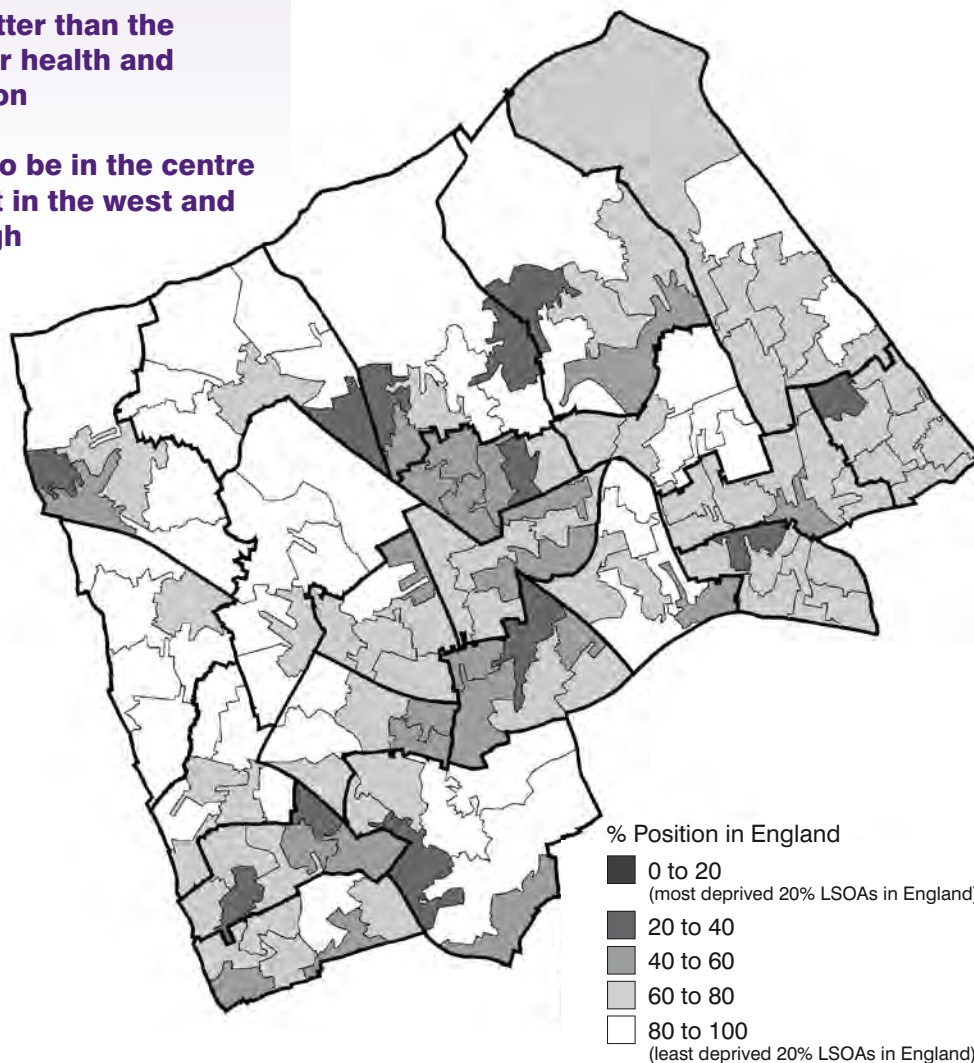 tter than the
r health and
on
o be in the centre
t in the west and
gh
% Position in England
0 to 20
(most deprived 20% LSOAs in England)
20 to 40
40 to 60
60 to 80
80 to 100
(least deprived 20% LSOAs in England)